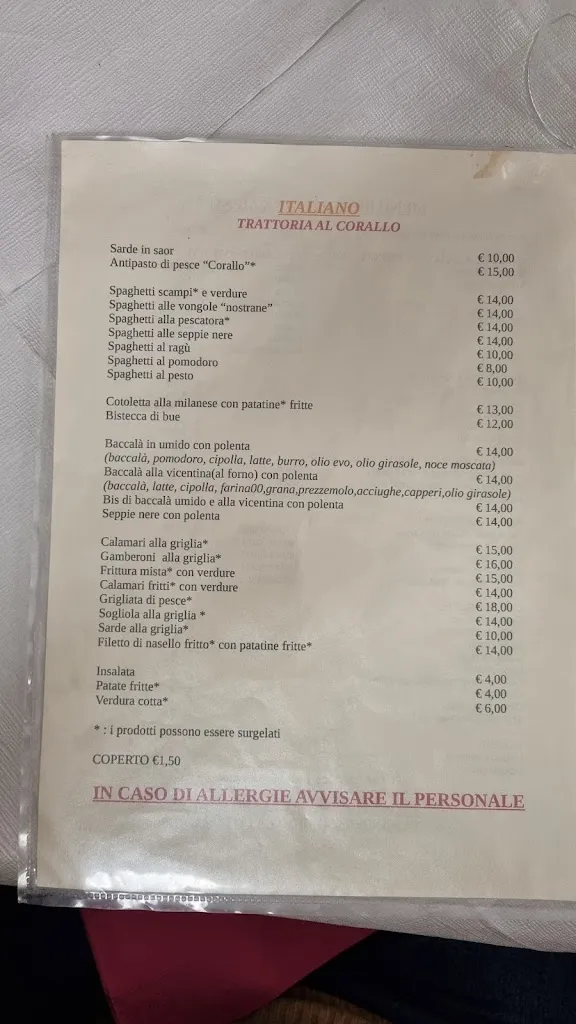 ITALIANO
TRATTORIA AL CORALLO
Sarde in saor € 10,00
Antipasto di pesce “Corallo”* € 15,00
Spaghetti scampi* e verdure € 14,00
Spaghetti alle vongole “nostrane” € 14,00
Spaghetti alla pescatora* € 14,00
Spaghetti alle seppie nere € 14,00
Spaghetti al ragù € 10,00
Spaghetti al pomodoro € 8,00
Spaghetti al pesto € 10,00
Cotoletta alla milanese con patatine* fritte € 13,00
Bistecca di bue € 12,00
Baccalà in umido con polenta € 14,00
(baccalà, pomodoro, cipolla, latte, burro, olio evo, olio girasole, noce moscata)
Baccalà alla vicentina(al forno) con polenta € 14,00
(baccalà, latte, cipolla, farina00,grana,prezzemolo,acciughe,capperi,olio girasole)
Bis di baccalà umido e alla vicentina con polenta € 14,00
Seppie nere con polenta € 14,00
Calamari alla griglia* € 15,00
Gamberoni alla griglia* € 16,00
Frittura mista* con verdure € 15,00
Calamari fritti* con verdure € 14,00
Grigliata di pesce* € 18,00
Sogliola alla griglia * € 14,00
Sarde alla griglia* € 10,00
Filetto di nasello fritto* con patatine fritte* € 14,00
Insalata € 4,00
Patate fritte* € 4,00
Verdura cotta* € 6,00
* : i prodotti possono essere surgelati
COPERTO €1,50
IN CASO DI ALLERGIE AVVISARE IL PERSONALE